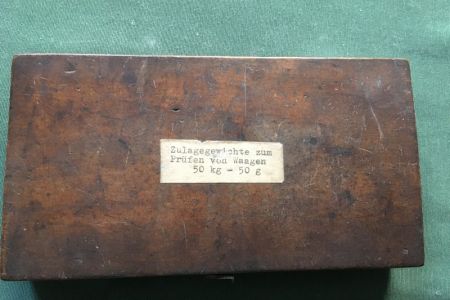 Zulagegewichte zum
Prüfen von Waagen
50 kg - 50 g